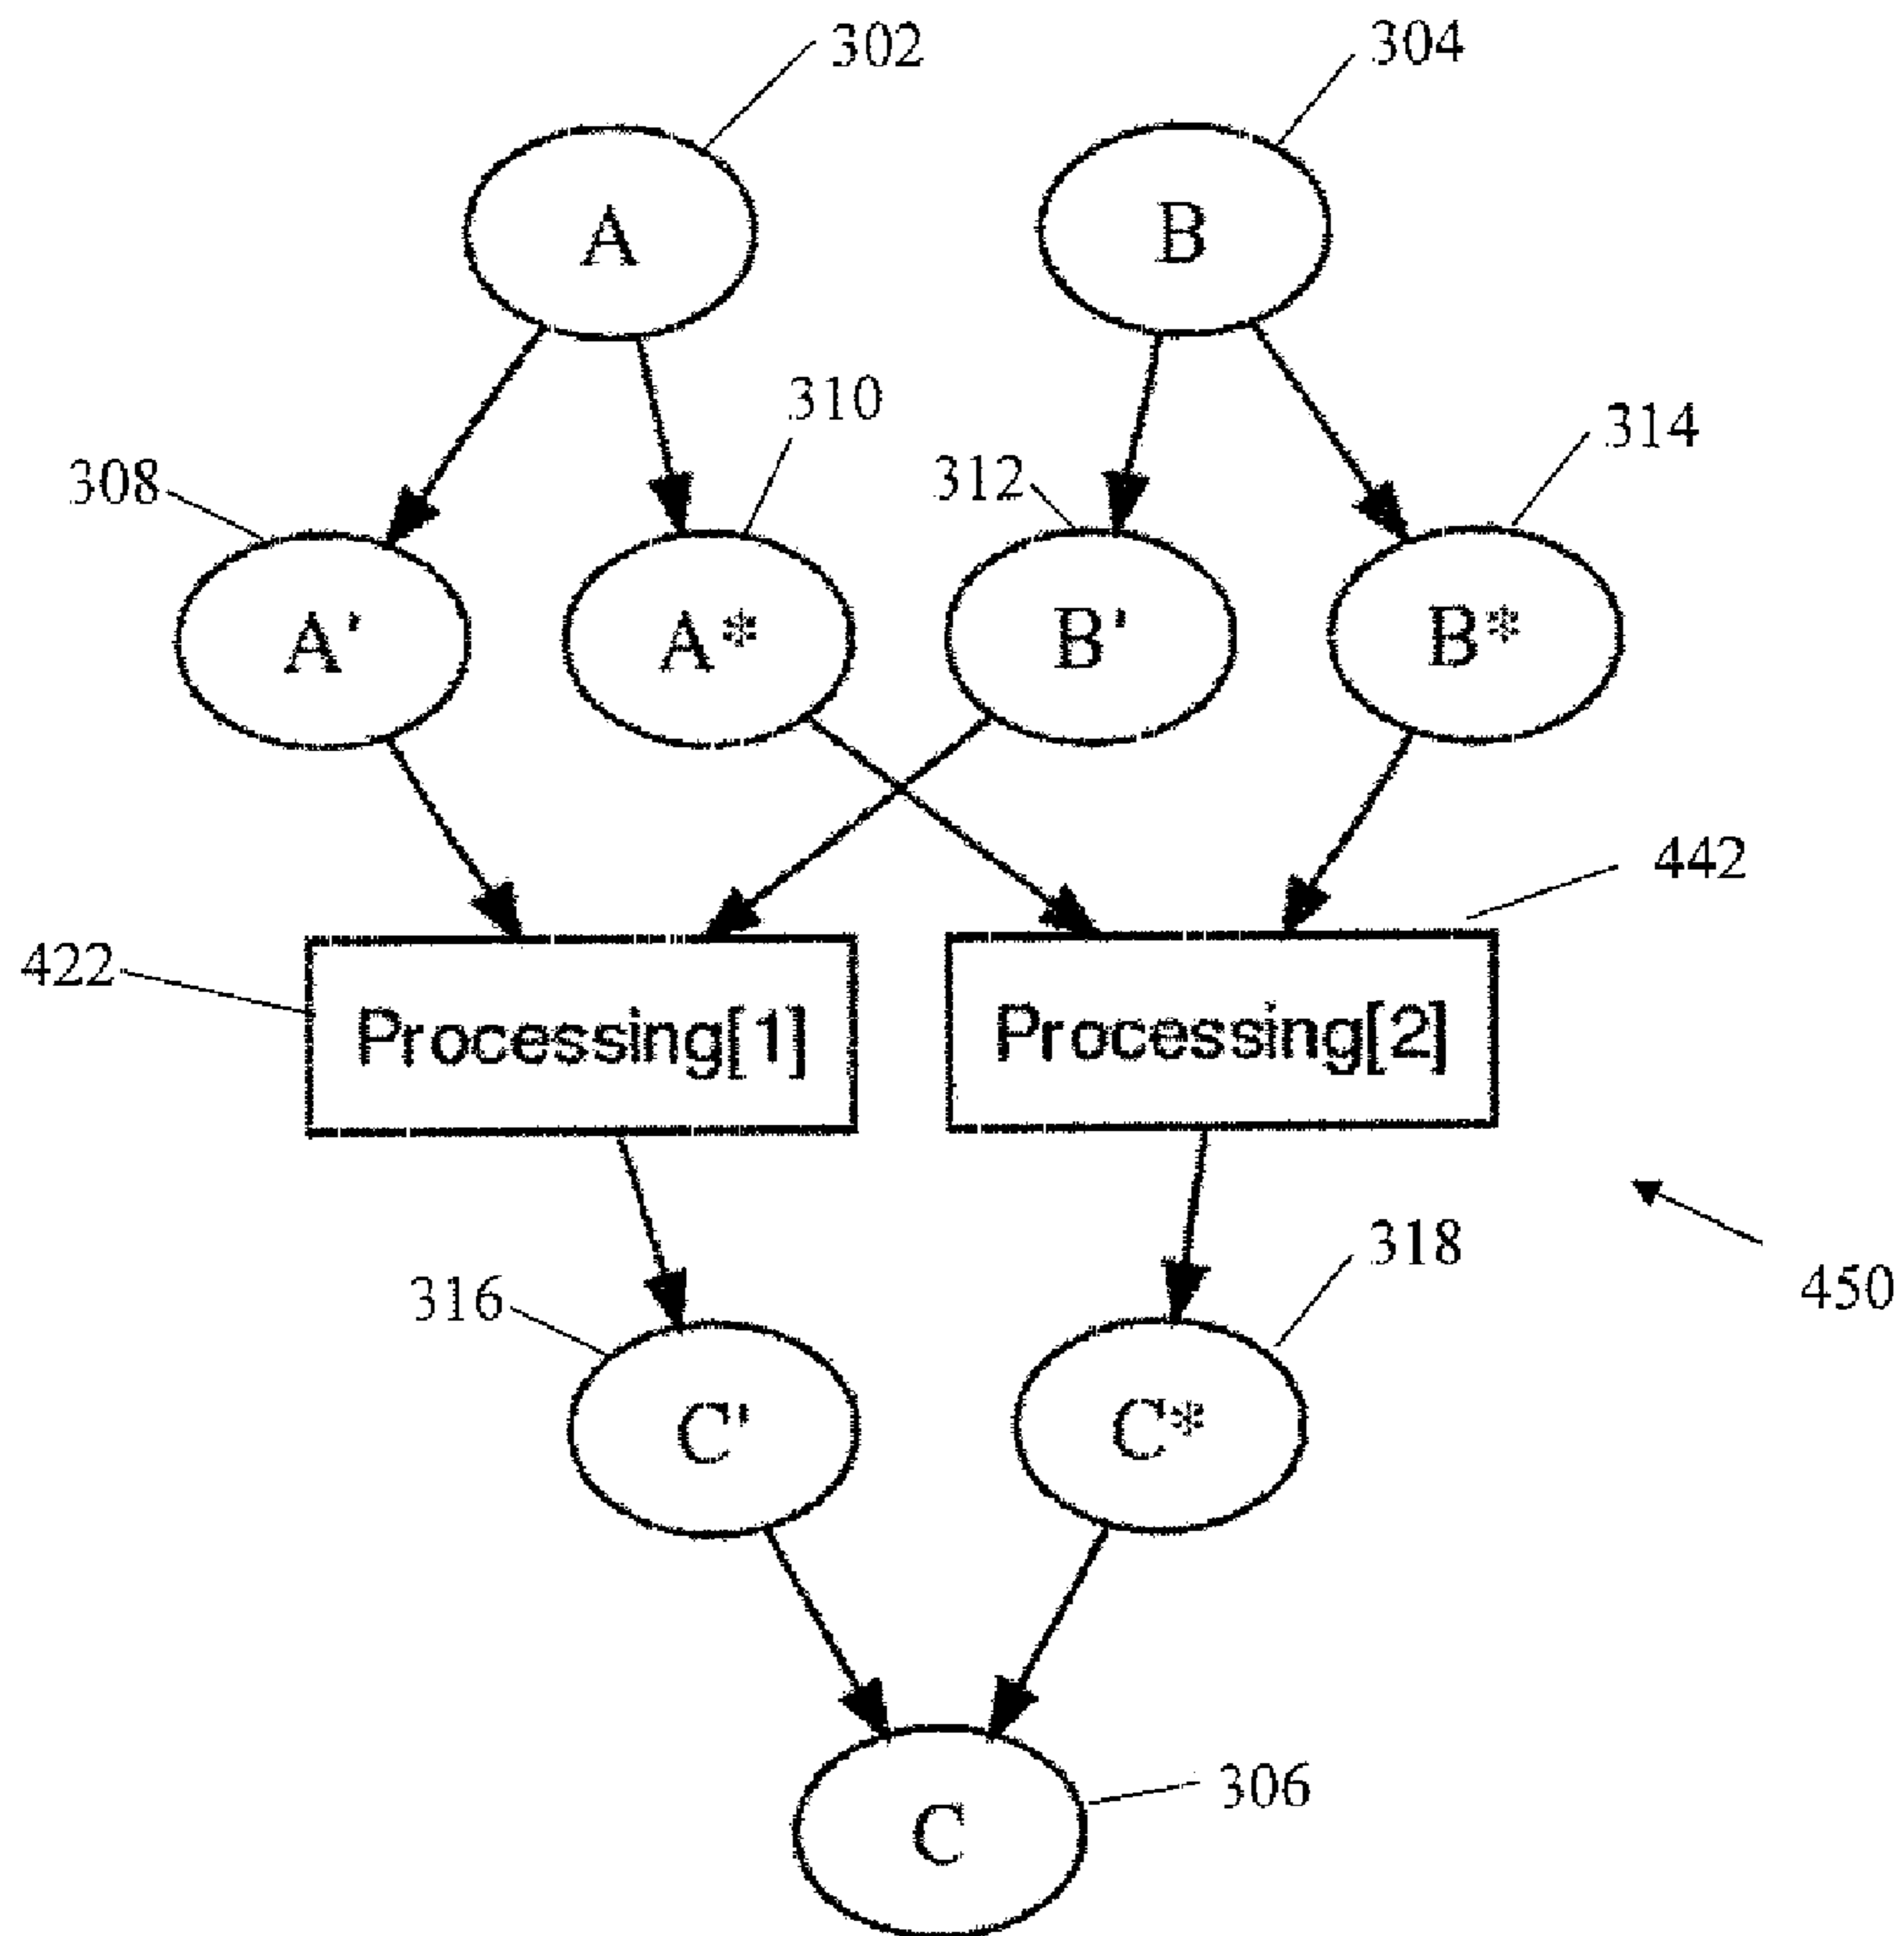 302
304
A
B
310
314
308
312
A'
A*
B'
B*
442
422
Processing[1]
Processing[2]
318
316
450
C'
C*
306
C